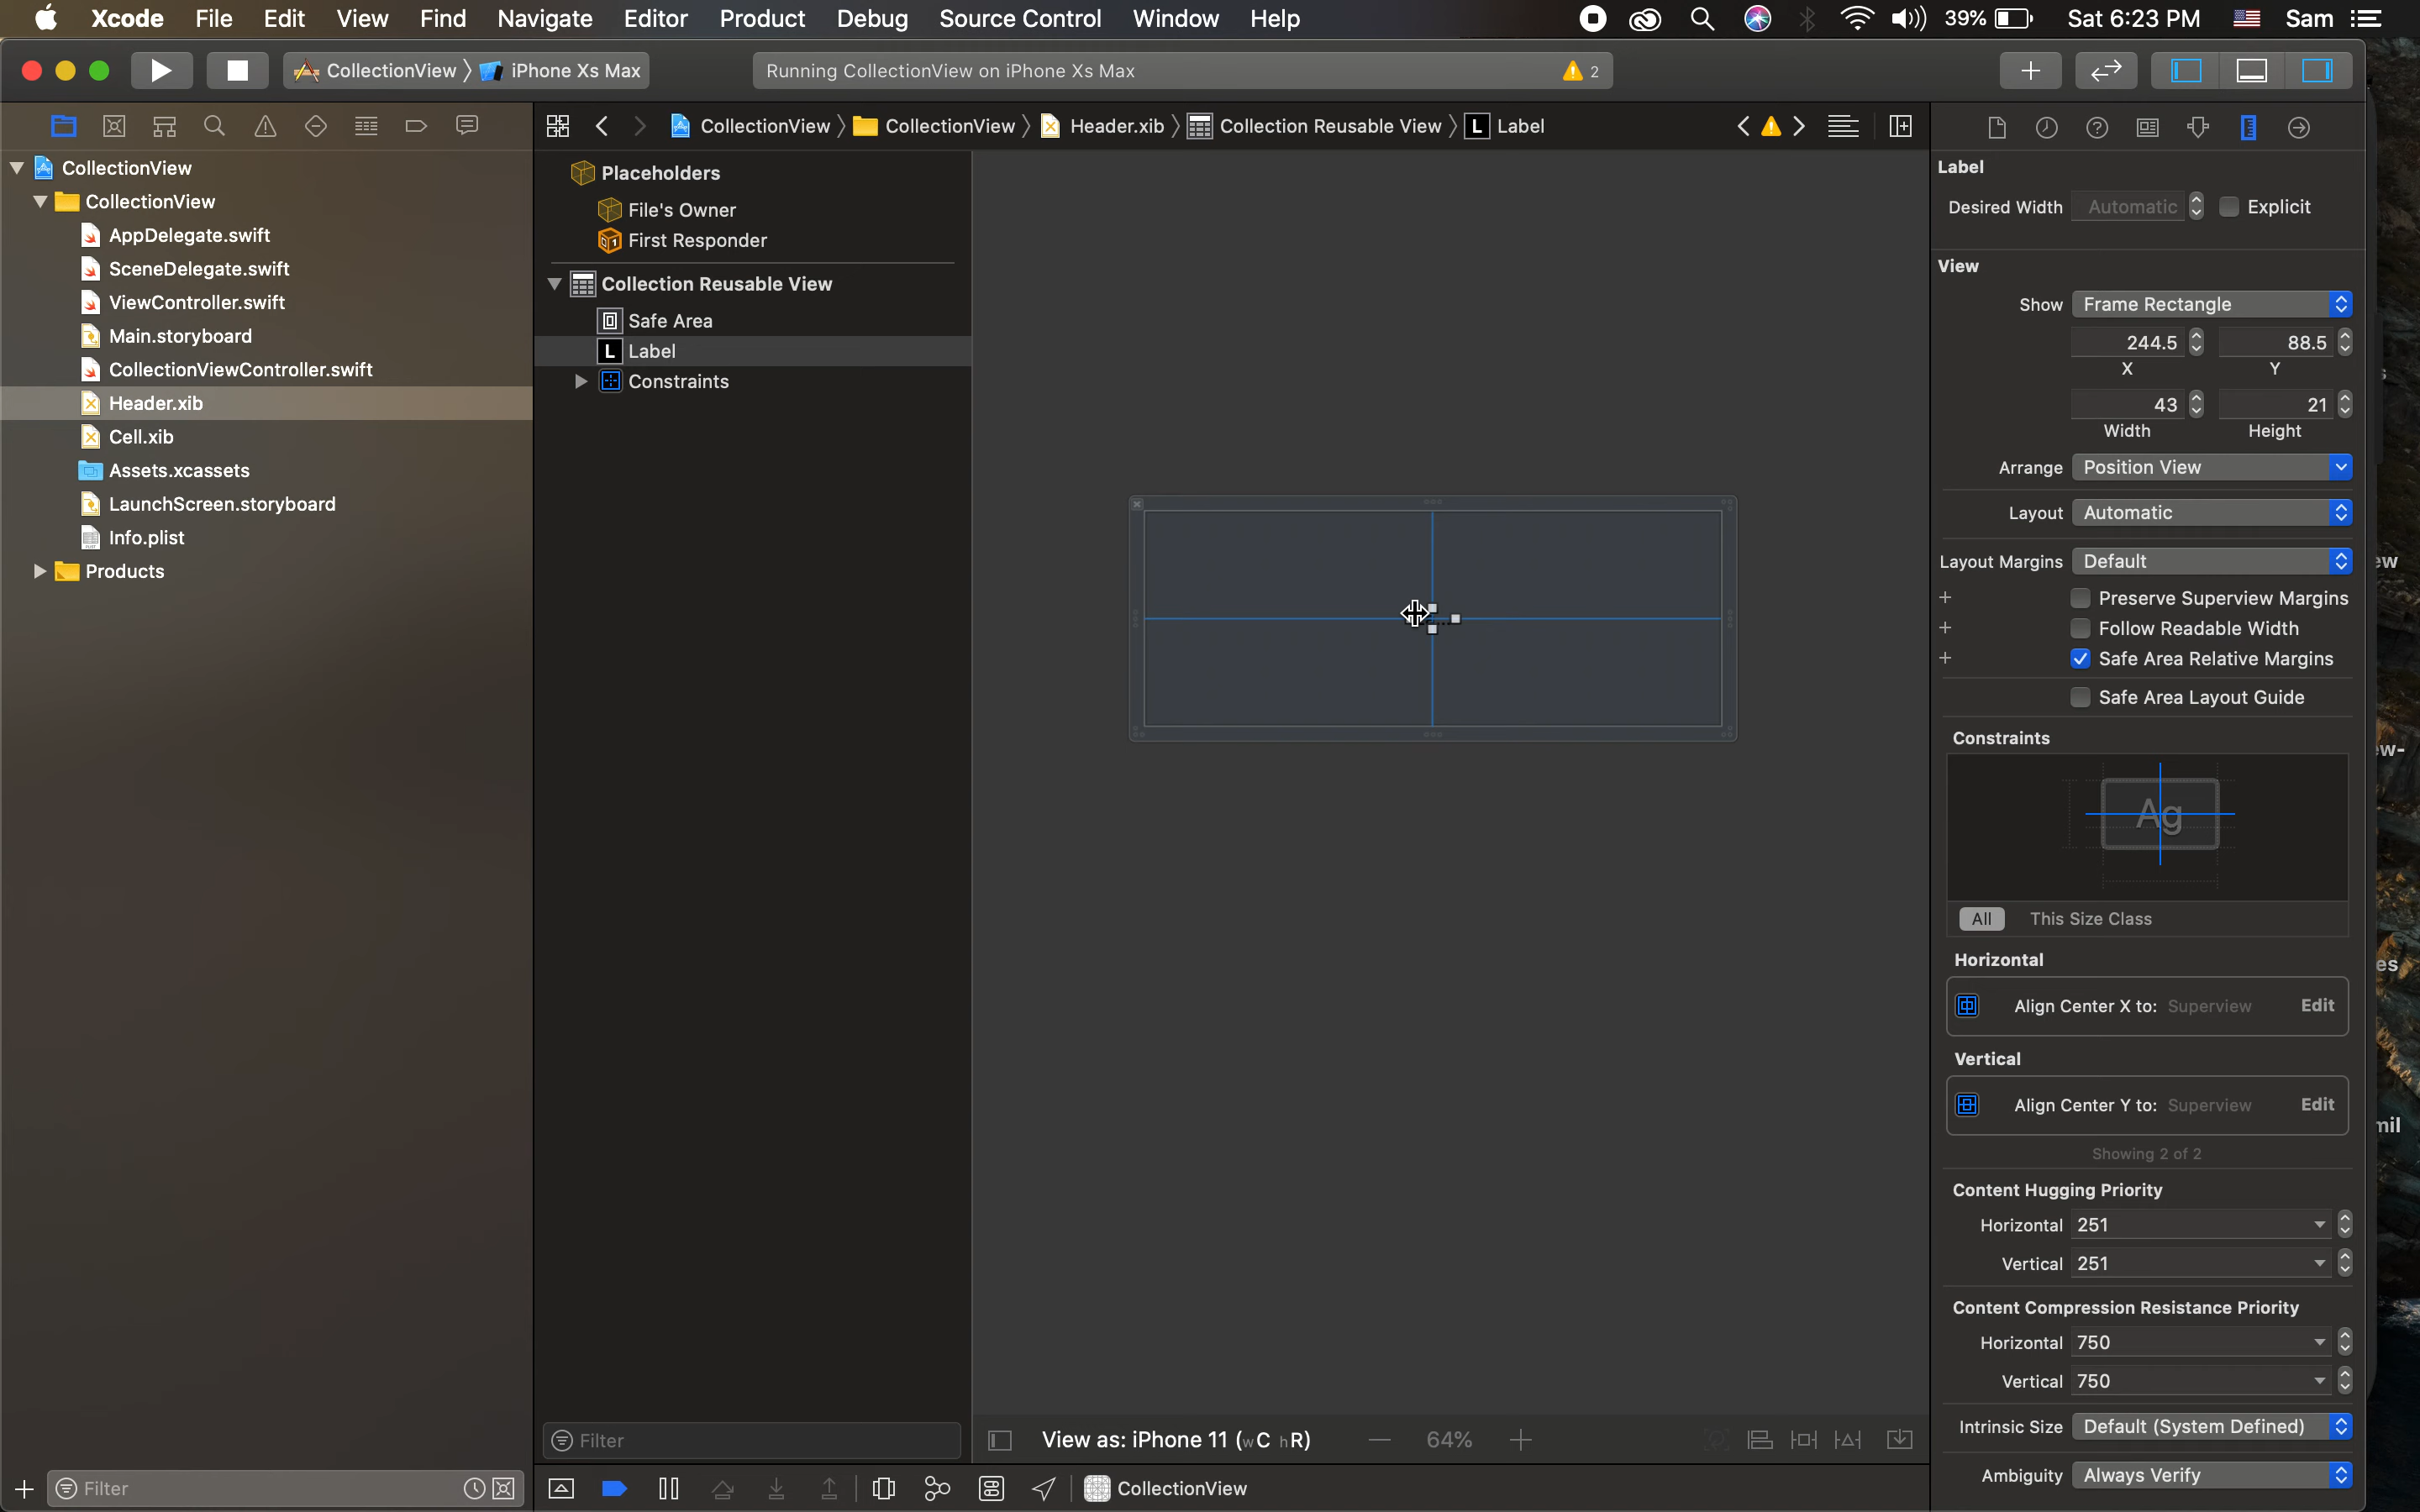 Xcode File Edit View Find Navigate Editor Product Debug Source Control Window Help 39% Sat 6:23 PM Sam
CollectionView iPhone Xs Max Running CollectionView on iPhone Xs Max 2
CollectionView CollectionView Header.xib Collection Reusable View L Label
CollectionView
CollectionView
AppDelegate.swift
SceneDelegate.swift
ViewController.swift
Main.storyboard
CollectionViewController.swift
Header.xib
Cell.xib
Assets.xcassets
LaunchScreen.storyboard
Info.plist
Products
Filter
Placeholders
File's Owner
First Responder
Collection Reusable View
Safe Area
L Label
Constraints
Filter
View as: iPhone 11 (wC hR) 64%
CollectionView
Label
Desired Width Automatic Explicit
View
Show Frame Rectangle
244.5 88.5
X Y
43 21
Width Height
Arrange Position View
Layout Automatic
Layout Margins Default
Preserve Superview Margins
Follow Readable Width
Safe Area Relative Margins
Safe Area Layout Guide
Constraints
Ag
All This Size Class
Horizontal
Align Center X to: Superview Edit
Vertical
Align Center Y to: Superview Edit
Showing 2 of 2
Content Hugging Priority
Horizontal 251
Vertical 251
Content Compression Resistance Priority
Horizontal 750
Vertical 750
Intrinsic Size Default (System Defined)
Ambiguity Always Verify